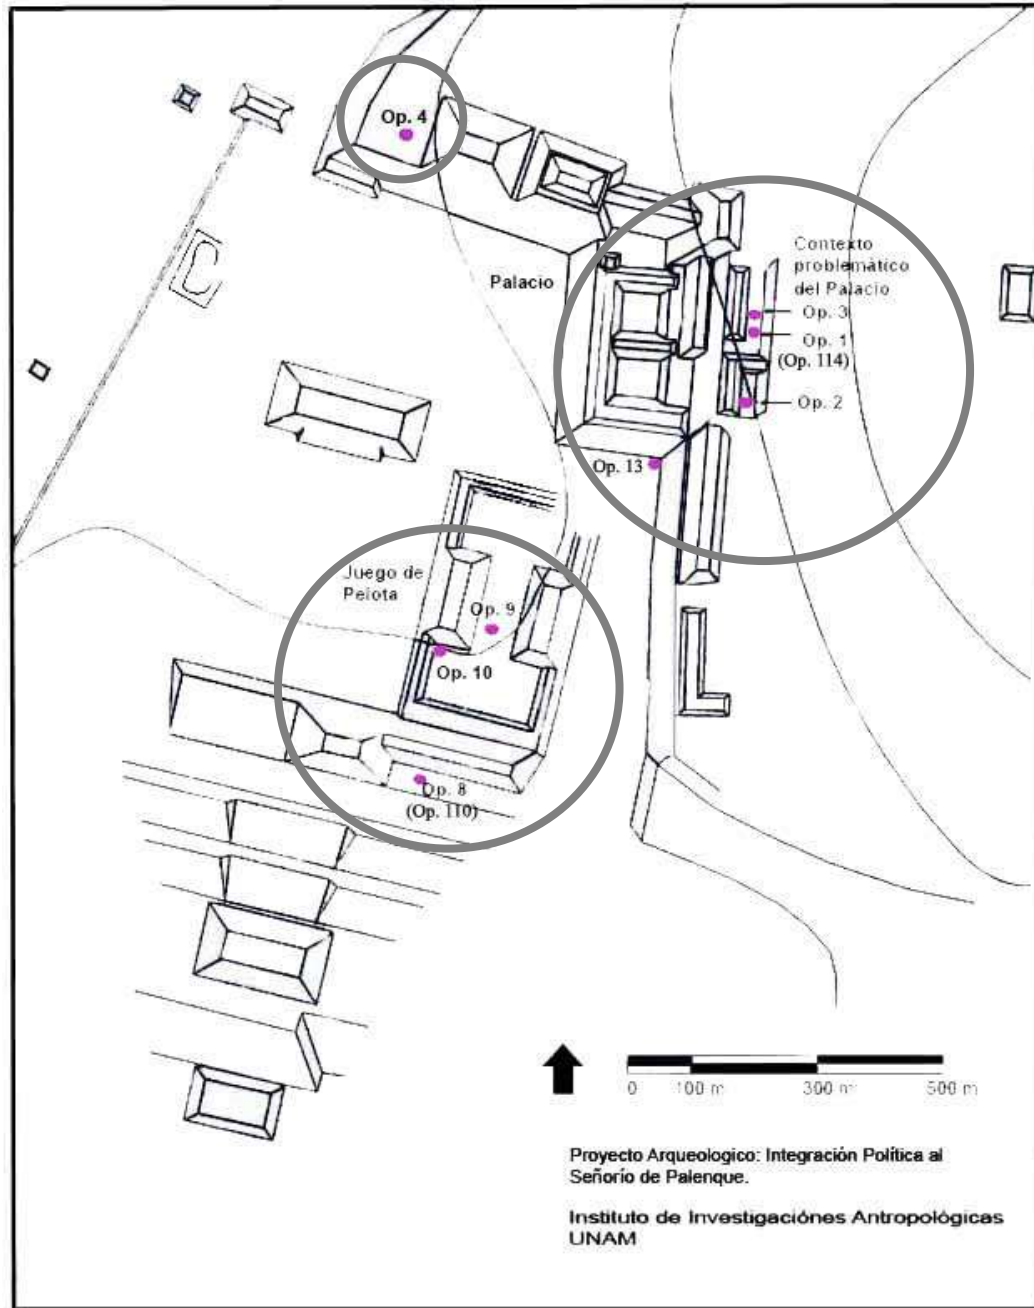 Op. 4
Contexto
problemático
del Palacio
Palacio
Op. 3
Op. 1
(Op. 114)
Op. 2
Op. 13
Juego de
Pelota
Op. 9
Op. 10
Op. 8
(Op. 110)
0 100 m 300 m 500 m
Proyecto Arqueologico: Integración Política al
Señorío de Palenque.
Instituto de Investigaciónes Antropológicas
UNAM